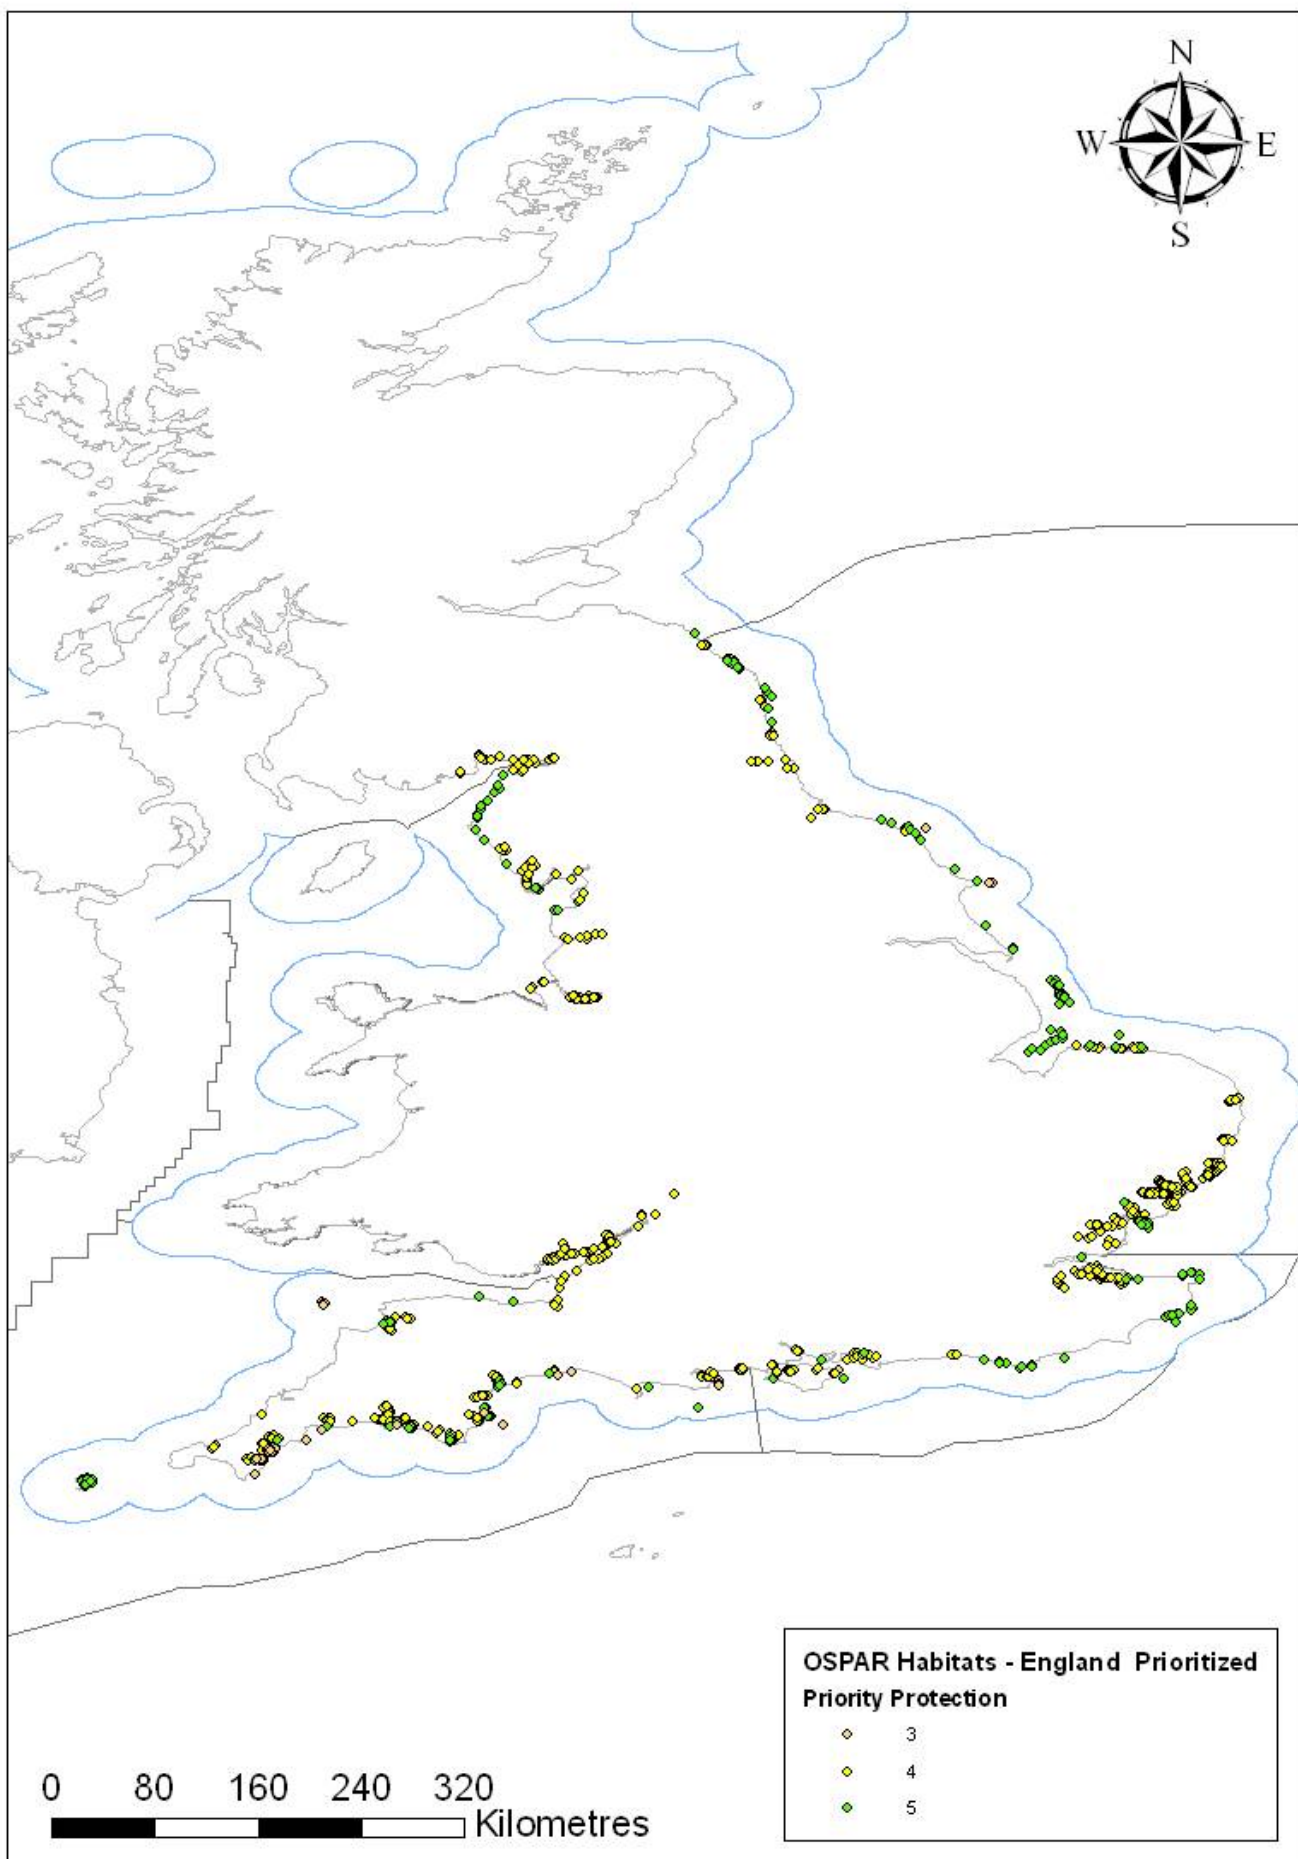 N
W E
S
OSPAR Habitats - England Prioritized
Priority Protection
3
4
5
0 80 160 240 320
Kilometres